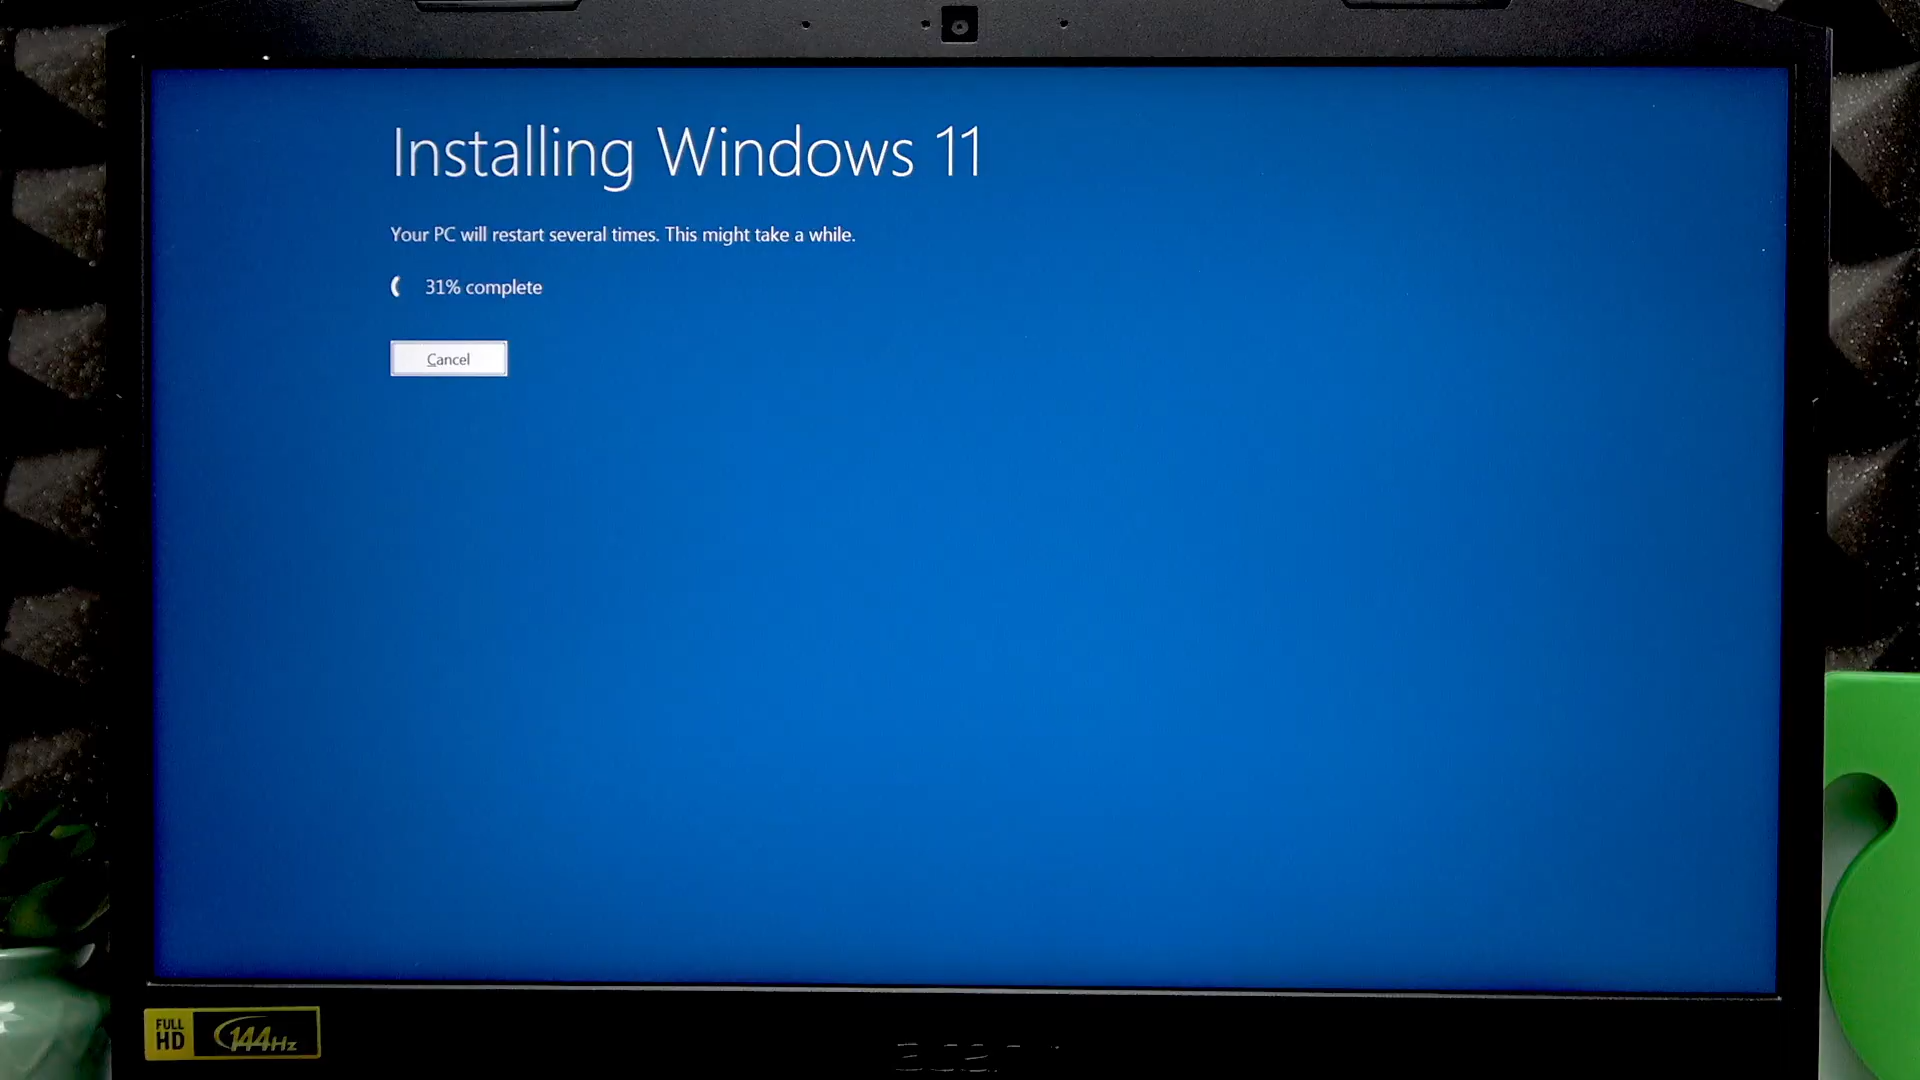 Installing Windows 11
Your PC will restart several times. This might take a while.
31% complete
Cancel
FULL
HD
144Hz
acer